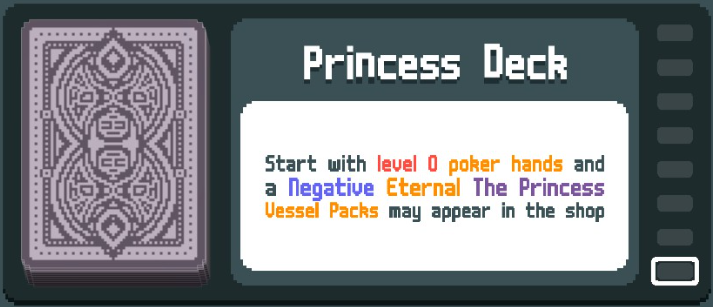 Princess Deck
Start with level 0 poker hands and
a Negative Eternal The Princess
Vessel Packs may appear in the shop